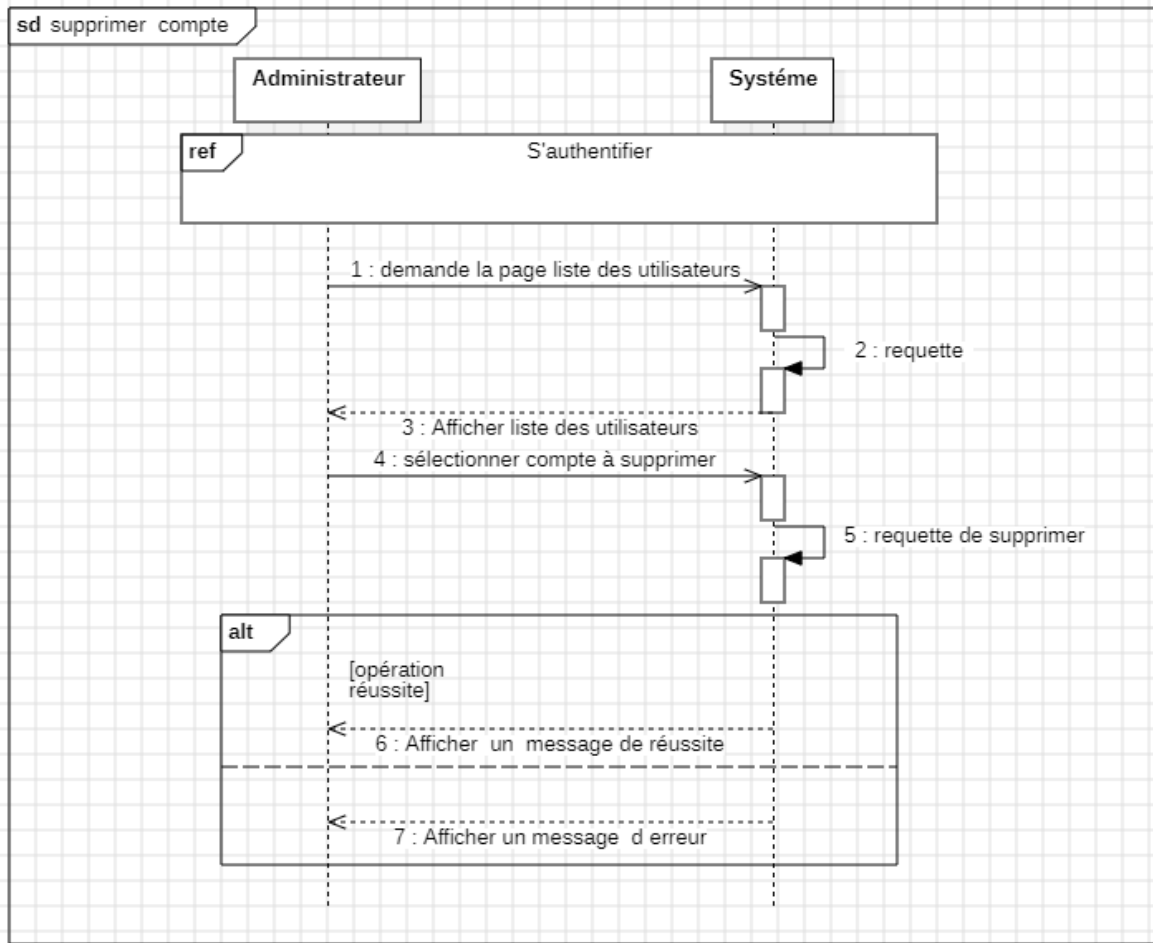 sd supprimer compte
Administrateur
Systéme
ref
S'authentifier
1 : demande la page liste des utilisateurs
2 : requette
3 : Afficher liste des utilisateurs
4 : sélectionner compte à supprimer
5 : requette de supprimer
alt
[opération
réussite]
6 : Afficher un message de réussite
7 : Afficher un message d erreur